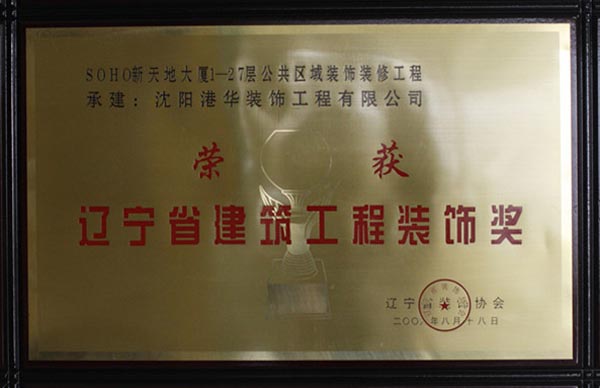 SOHO新天地大厦1—27层公共区域装饰装修工程
承建：沈阳港华装饰工程有限公司
荣 获
辽宁省建筑工程装饰奖
辽宁省装饰协会
年八月十八日